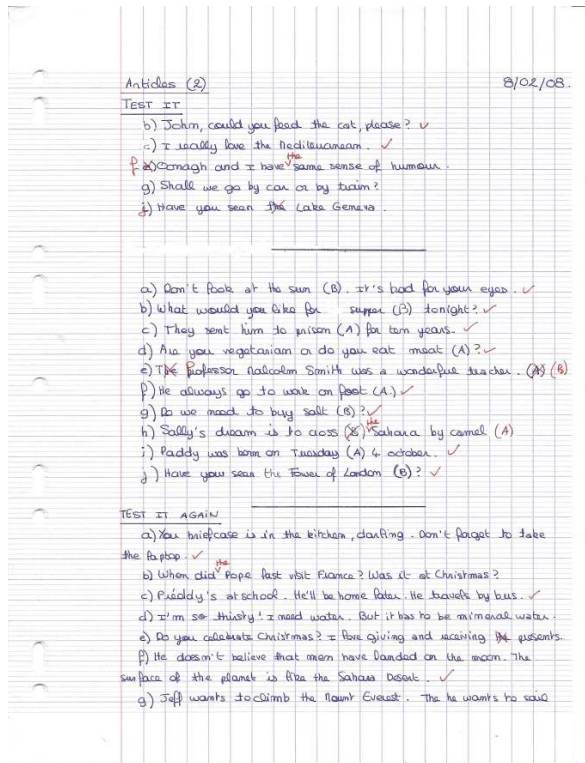 Articles (2) 8/02/08.
TEST IT
b) John, could you feed the cat, please? ✓
c) I really love the Mediterranean. ✓
f) Oonagh and I have the same sense of humour.
g) Shall we go by car or by train?
j) Have you seen the Lake Geneva.
a) Don't look at the sun (B). It's bad for your eyes. ✓
b) What would you like for supper (B) tonight? ✓
c) They sent him to prison (A) for ten years. ✓
d) Are you vegetarian or do you eat meat (A)? ✓
e) The Professor Malcolm Smith was a wonderful teacher. (A) (B)
f) He always go to work on foot (A.) ✓
g) Do we need to buy salt (B)? ✓
h) Sally's dream is to cross (B) the Sahara by camel (A)
i) Paddy was born on Tuesday (A) 4 october. ✓
j) Have you seen the Tower of London (B)? ✓
TEST IT AGAIN
a) You briefcase is in the kitchen, darling. Don't forget to take
the laptop. ✓
b) When did the Pope last visit France? Was it at Christmas?
c) Freddy's at school. He'll be home later. He travels by bus. ✓
d) I'm so thirsty! I need water. But it has to be mineral water.
e) Do you celebrate Christmas? I love giving and receiving presents.
f) He doesn't believe that men have landed on the moon. The
surface of the planet is like the Sahara Desert. ✓
g) Jeff wants to climb the Mount Everest. The he wants to sail